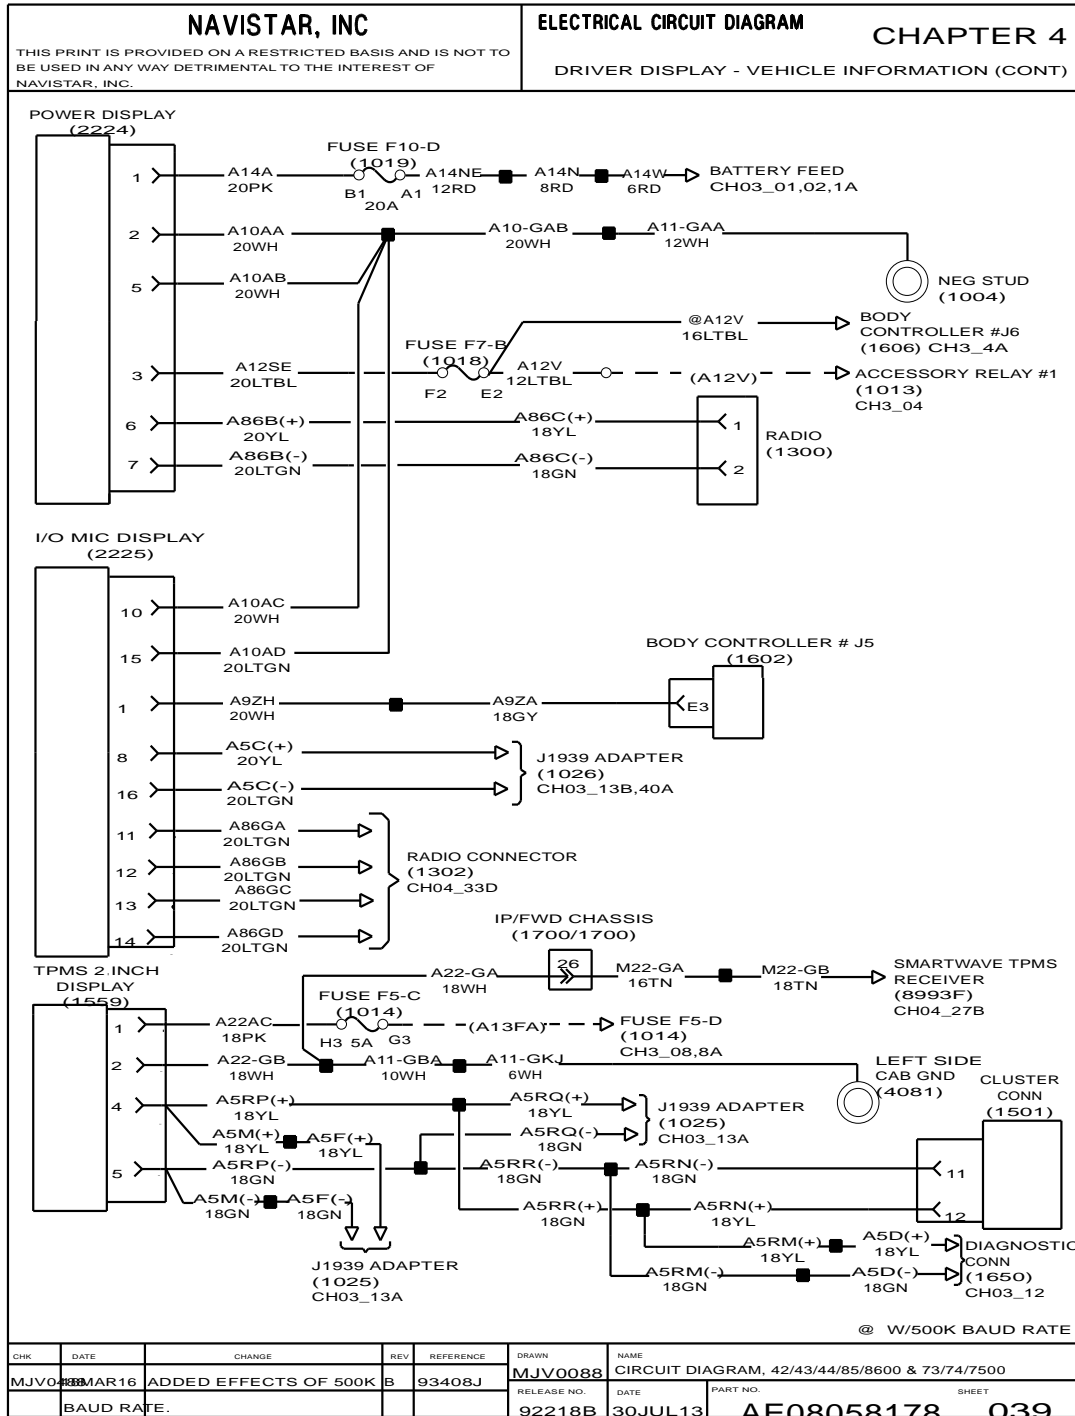 NAVISTAR, INC
THIS PRINT IS PROVIDED ON A RESTRICTED BASIS AND IS NOT TO
BE USED IN ANY WAY DETRIMENTAL TO THE INTEREST OF
NAVISTAR, INC.
ELECTRICAL CIRCUIT DIAGRAM
CHAPTER 4
DRIVER DISPLAY - VEHICLE INFORMATION (CONT)
POWER DISPLAY
(2224)
FUSE F10-D
(1019)
1
A14A
20PK
B1
A1
20A
A14NE
12RD
A14N
8RD
A14W
6RD
BATTERY FEED
CH03_01,02,1A
2
A10AA
20WH
A10-GAB
20WH
A11-GAA
12WH
5
A10AB
20WH
NEG STUD
(1004)
@A12V
16LTBL
BODY
CONTROLLER #J6
(1606) CH3_4A
FUSE F7-B
(1018)
3
A12SE
20LTBL
F2
E2
A12V
12LTBL
(A12V)
ACCESSORY RELAY #1
(1013)
CH3_04
6
A86B(+)
20YL
A86C(+)
18YL
1
7
A86B(-)
20LTGN
A86C(-)
18GN
2
RADIO
(1300)
I/O MIC DISPLAY
(2225)
10
A10AC
20WH
15
A10AD
20LTGN
BODY CONTROLLER # J5
(1602)
1
A9ZH
20WH
A9ZA
18GY
E3
8
A5C(+)
20YL
16
A5C(-)
20LTGN
J1939 ADAPTER
(1026)
CH03_13B,40A
11
A86GA
20LTGN
12
A86GB
20LTGN
13
A86GC
20LTGN
14
A86GD
20LTGN
RADIO CONNECTOR
(1302)
CH04_33D
IP/FWD CHASSIS
(1700/1700)
A22-GA
18WH
26
M22-GA
16TN
M22-GB
18TN
SMARTWAVE TPMS
RECEIVER
(8993F)
CH04_27B
TPMS 2.INCH
DISPLAY
(1559)
FUSE F5-C
(1014)
1
A22AC
18PK
H3 5A
G3
(A13FA)
FUSE F5-D
(1014)
CH3_08,8A
2
A22-GB
18WH
A11-GBA
10WH
A11-GKJ
6WH
LEFT SIDE
CAB GND
(4081)
CLUSTER
CONN
(1501)
4
A5RP(+)
18YL
A5RQ(+)
18YL
A5M(+)
18YL
A5F(+)
18YL
A5RQ(-)
18GN
J1939 ADAPTER
(1025)
CH03_13A
5
A5RP(-)
18GN
A5RR(-)
18GN
A5RN(-)
18GN
11
A5M(-)
18GN
A5F(-)
18GN
A5RR(+)
18GN
A5RN(+)
18YL
12
A5RM(+)
18YL
A5D(+)
18YL
A5RM(-)
18GN
A5D(-)
18GN
DIAGNOSTIC
CONN
(1650)
CH03_12
J1939 ADAPTER
(1025)
CH03_13A
@ W/500K BAUD RATE
CHK
DATE
CHANGE
REV
REFERENCE
DRAWN
NAME
MAR16
ADDED EFFECTS OF 500K
B
93408J
MJV0088
CIRCUIT DIAGRAM, 42/43/44/85/8600 & 73/74/7500
BAUD RATE.
RELEASE NO.
DATE
PART NO.
SHEET
92218B
30JUL13
AE08058178
039